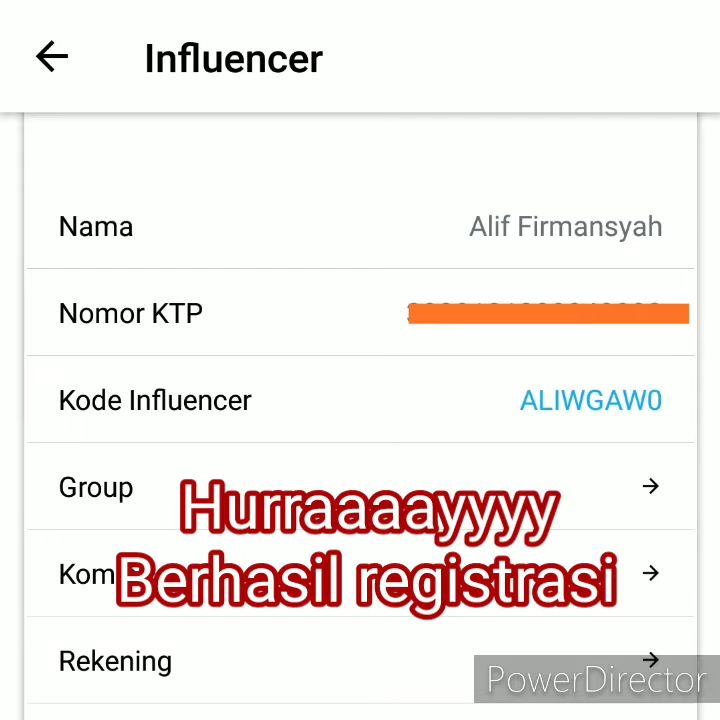 Influencer
Nama Alif Firmansyah
Nomor KTP
Kode Influencer ALIWGAW0
Group
Hurraaaayyyy
Kom
Berhasil registrasi
Rekening
PowerDirector